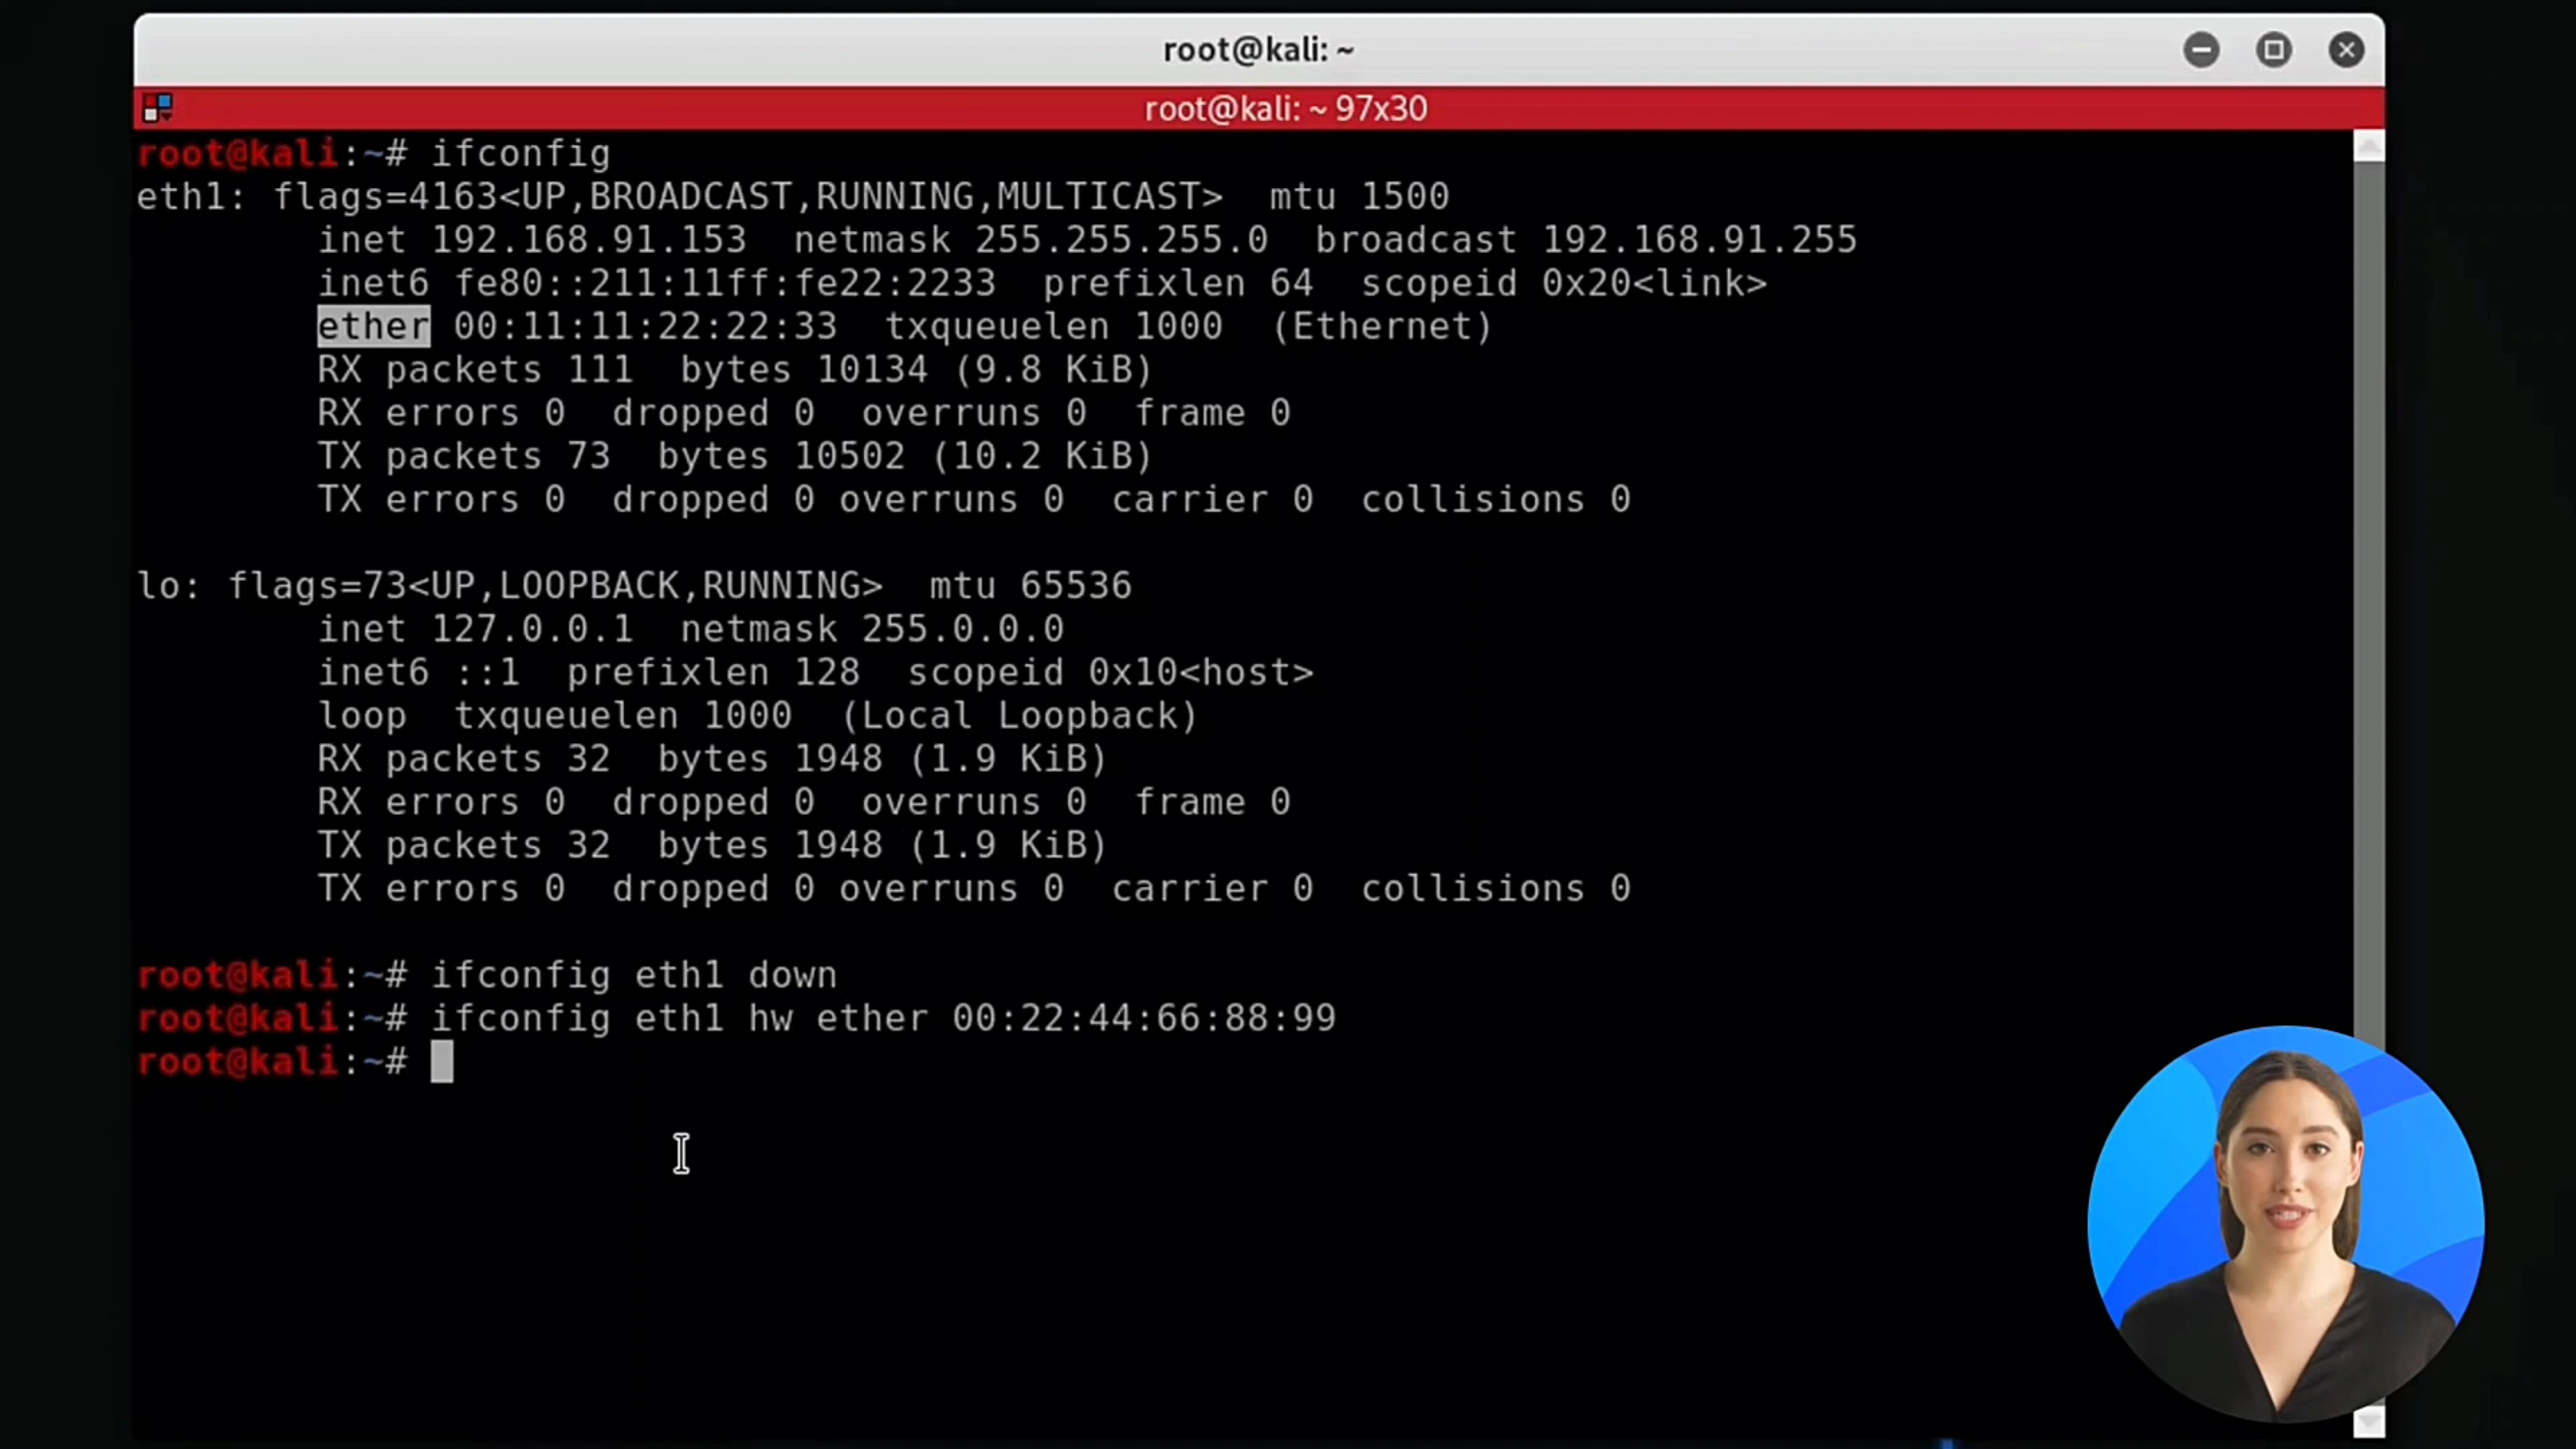 root@kali: ~
root@kali: ~ 97x30
root@kali:~# ifconfig
eth1: flags=4163<UP,BROADCAST,RUNNING,MULTICAST>  mtu 1500
        inet 192.168.91.153  netmask 255.255.255.0  broadcast 192.168.91.255
        inet6 fe80::211:11ff:fe22:2233  prefixlen 64  scopeid 0x20<link>
        ether 00:11:11:22:22:33  txqueuelen 1000  (Ethernet)
        RX packets 111  bytes 10134 (9.8 KiB)
        RX errors 0  dropped 0  overruns 0  frame 0
        TX packets 73  bytes 10502 (10.2 KiB)
        TX errors 0  dropped 0 overruns 0  carrier 0  collisions 0
lo: flags=73<UP,LOOPBACK,RUNNING>  mtu 65536
        inet 127.0.0.1  netmask 255.0.0.0
        inet6 ::1  prefixlen 128  scopeid 0x10<host>
        loop  txqueuelen 1000  (Local Loopback)
        RX packets 32  bytes 1948 (1.9 KiB)
        RX errors 0  dropped 0  overruns 0  frame 0
        TX packets 32  bytes 1948 (1.9 KiB)
        TX errors 0  dropped 0 overruns 0  carrier 0  collisions 0
root@kali:~# ifconfig eth1 down
root@kali:~# ifconfig eth1 hw ether 00:22:44:66:88:99
root@kali:~#